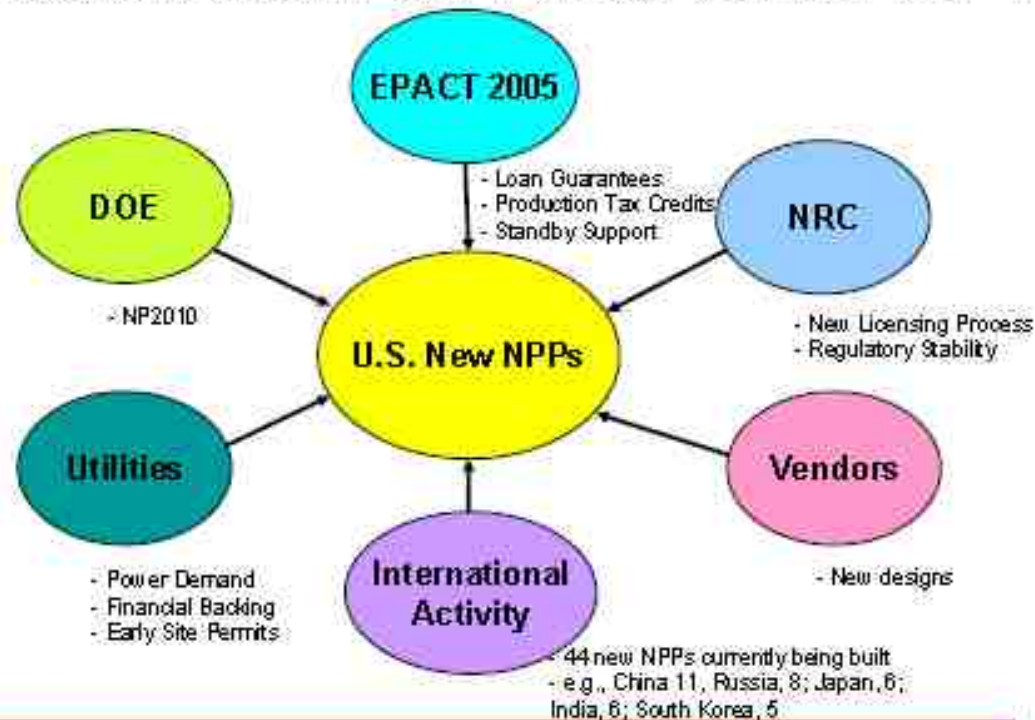 EPACT 2005
- Loan Guarantees
- Production Tax Credits
- Standby Support
DOE
- NP2010
NRC
- New Licensing Process
- Regulatory Stability
U.S. New NPPs
Utilities
- Power Demand
- Financial Backing
- Early Site Permits
International
Activity
- 44 new NPPs currently being built
- e.g., China 11, Russia, 8; Japan, 6;
India, 6; South Korea, 5
Vendors
- New designs